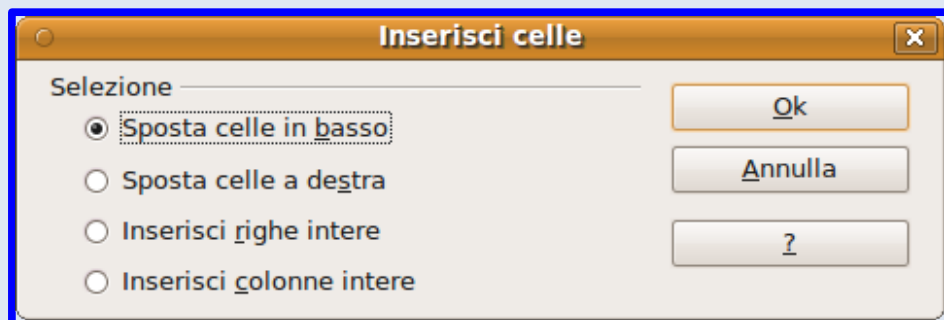 Inserisci celle
Selezione
Sposta celle in basso
Sposta celle a destra
Inserisci righe intere
Inserisci colonne intere
Ok
Annulla
?